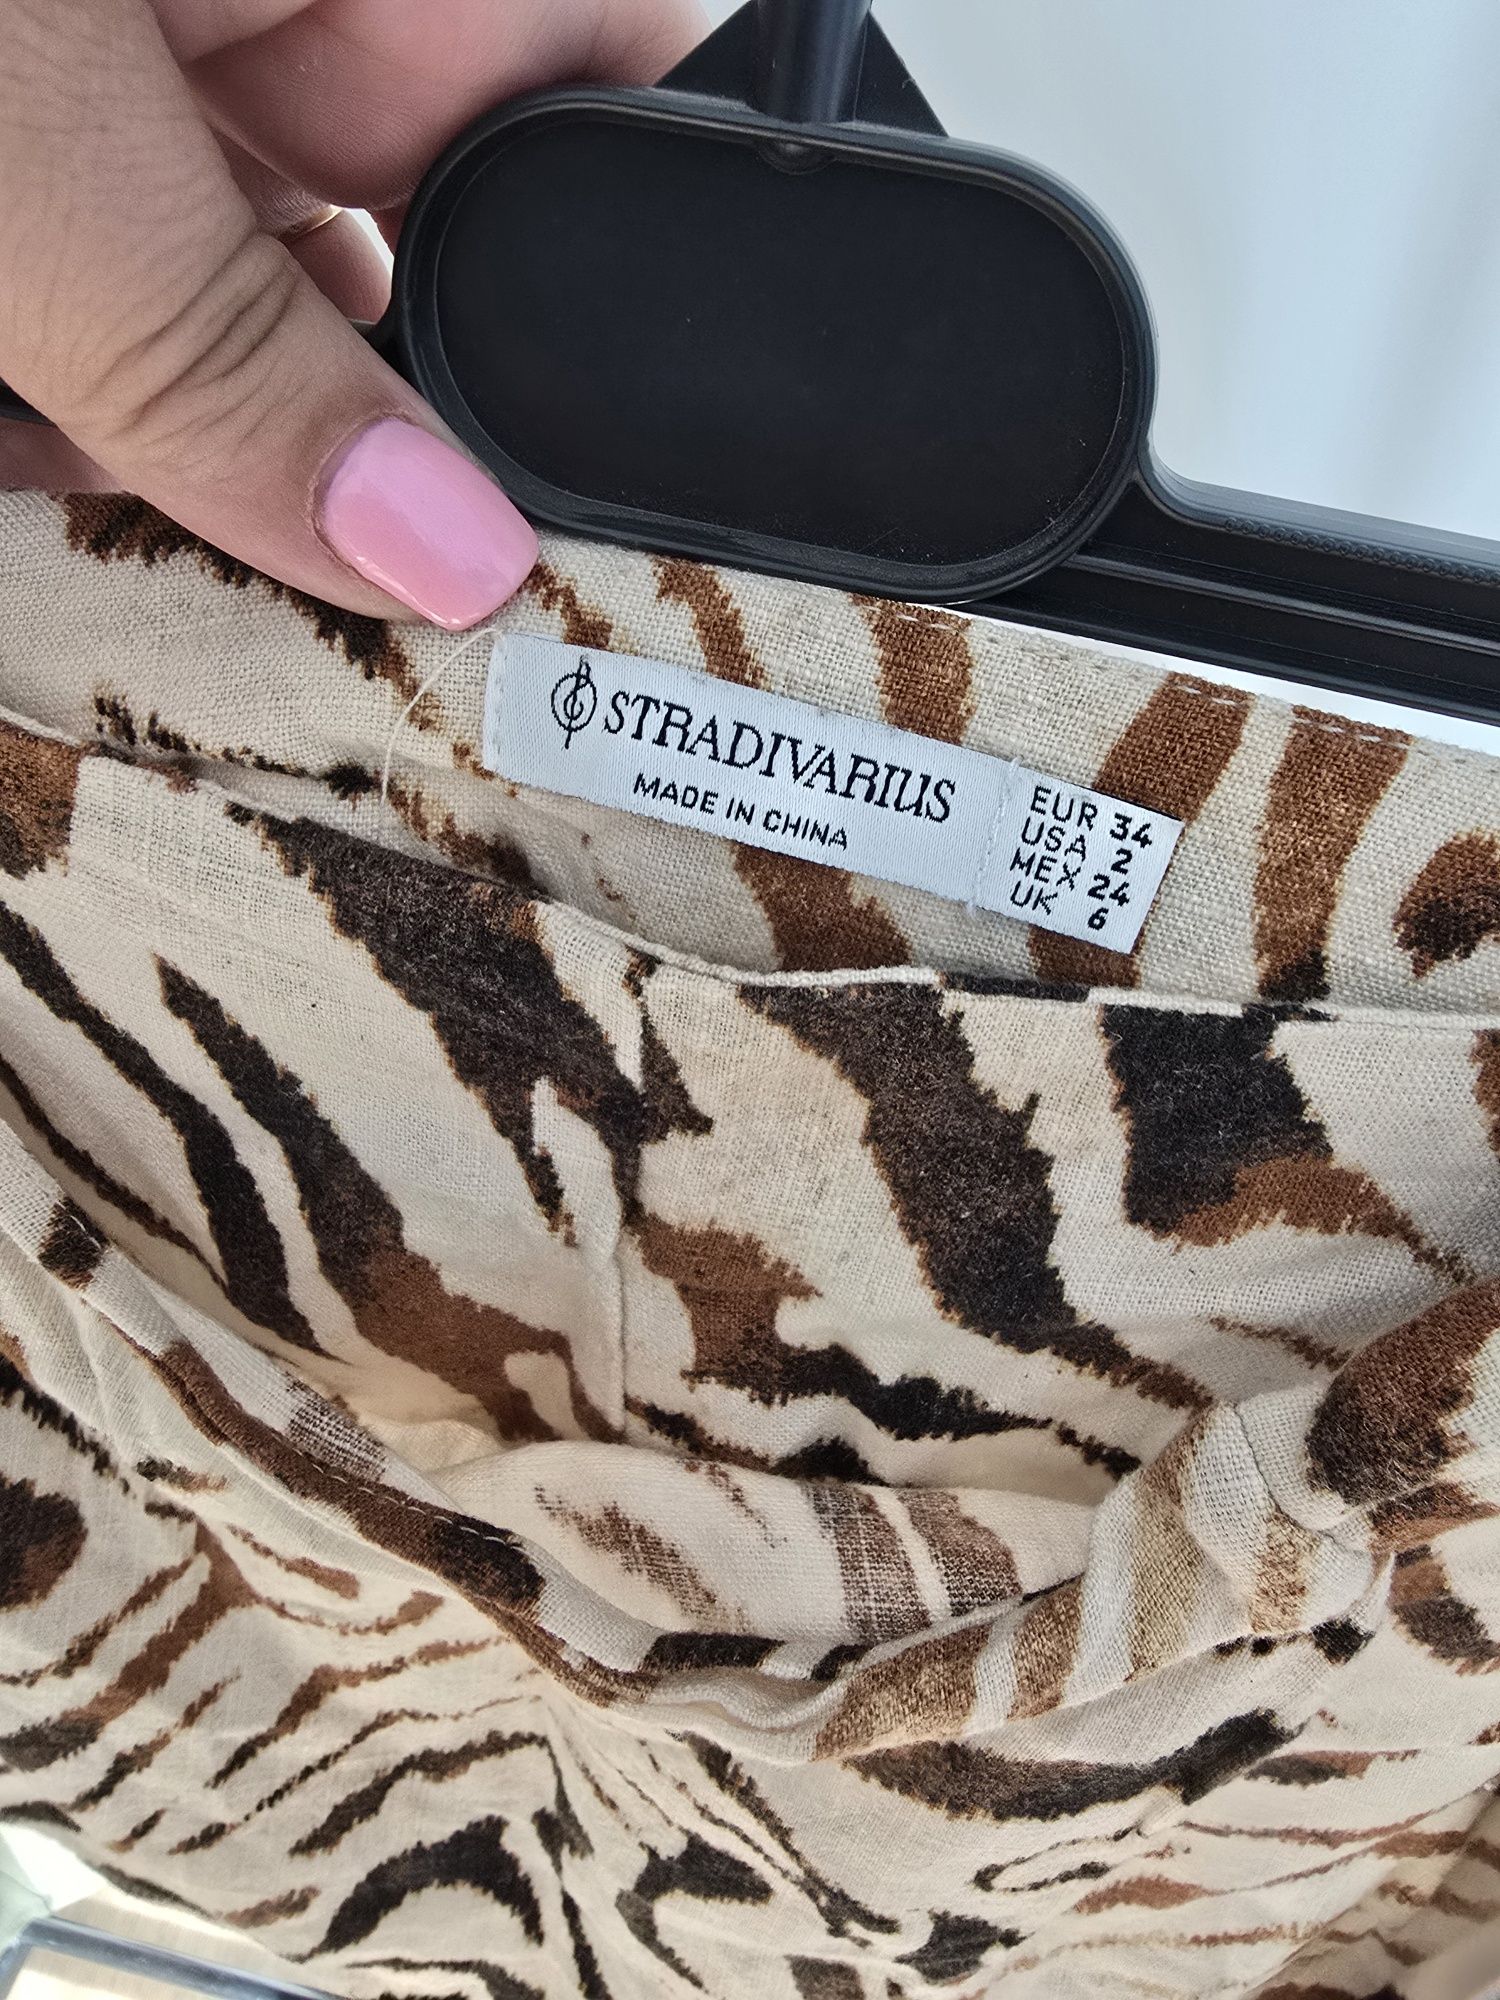 STRADIVARIUS
MADE IN CHINA
EUR 34
USA 2
MEX 24
UK 6